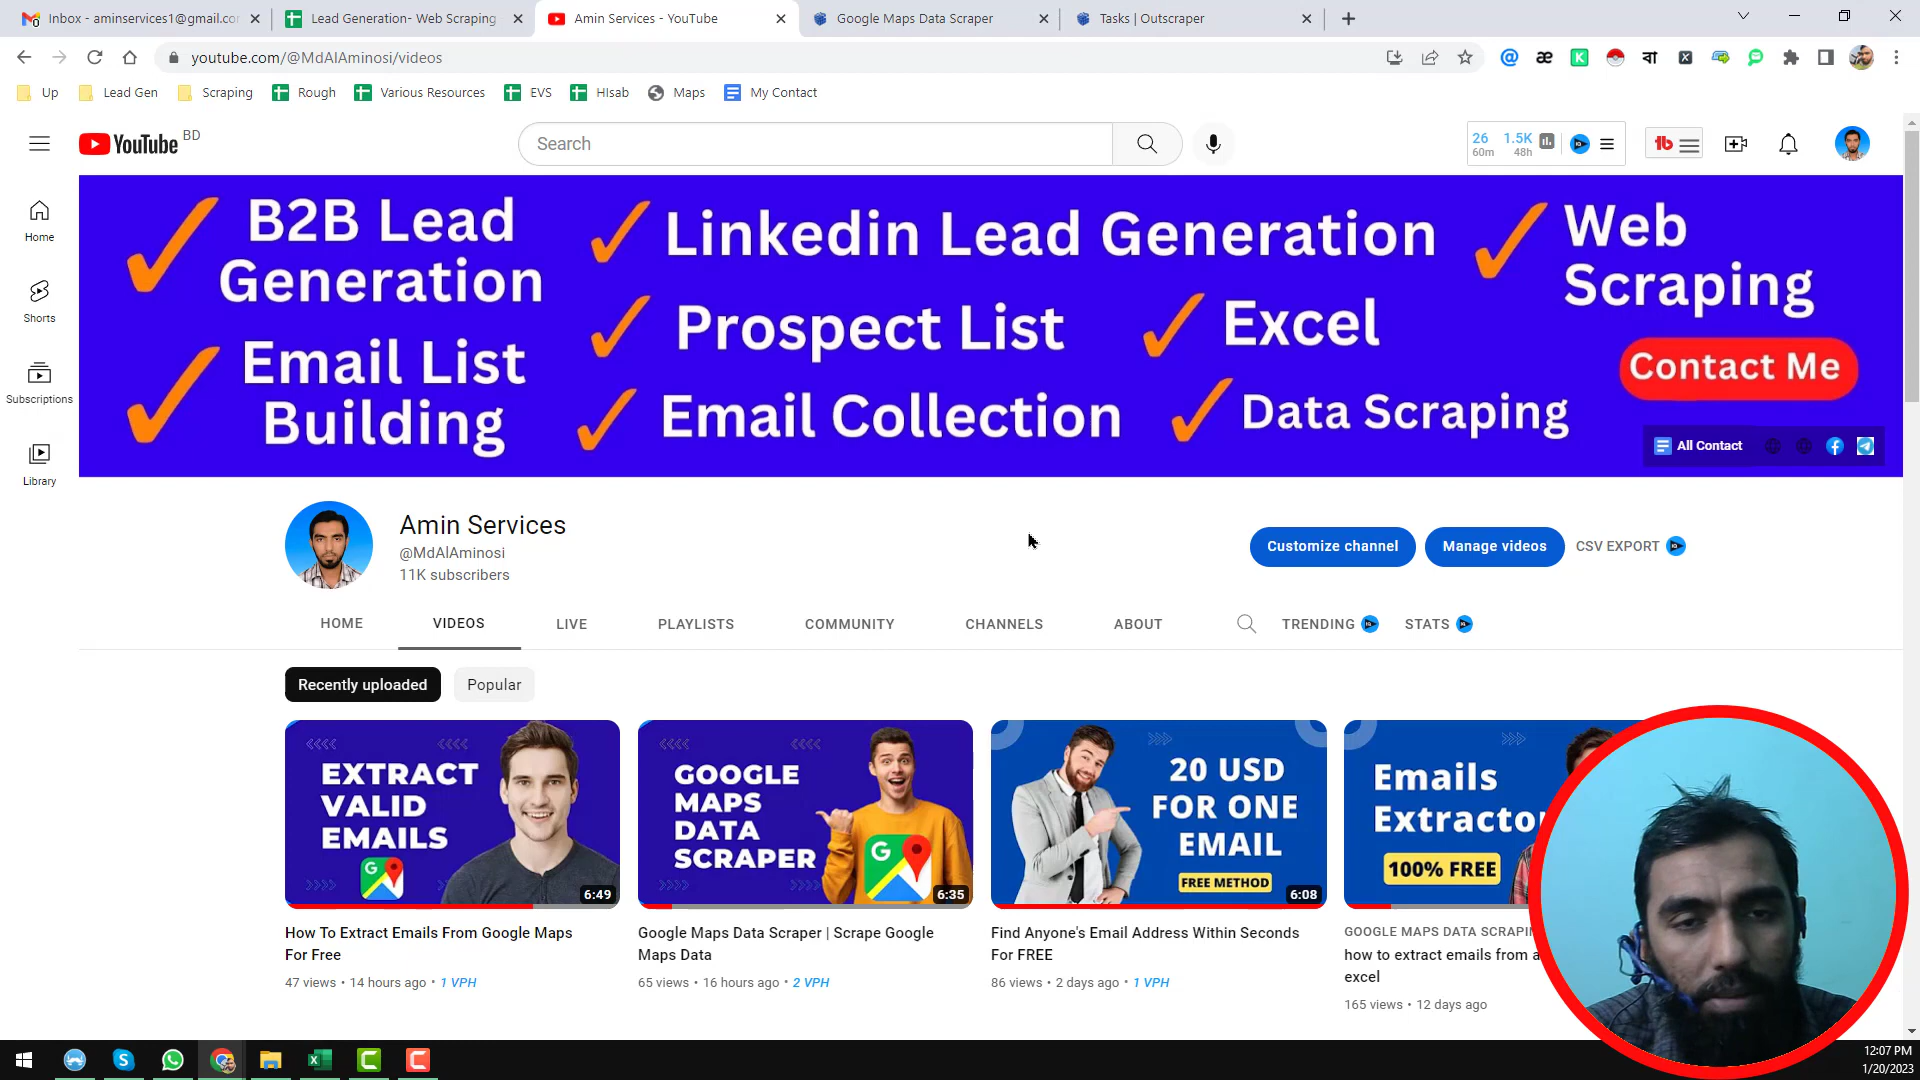 Inbox - aminservices1@gmail.co
Lead Generation- Web Scraping
Amin Services - YouTube
Google Maps Data Scraper
Tasks | Outscraper
youtube.com/@MdAlAminosi/videos
Up
Lead Gen
Scraping
Rough
Various Resources
EVS
HIsab
Maps
My Contact
YouTube BD
Search
26 60m
1.5K 48h
Home
Shorts
Subscriptions
Library
B2B Lead
Generation
Email List
Building
Linkedin Lead Generation
Prospect List
Excel
Email Collection
Data Scraping
Web
Scraping
Contact Me
All Contact
Amin Services
@MdAlAminosi
11K subscribers
Customize channel
Manage videos
CSV EXPORT
HOME
VIDEOS
LIVE
PLAYLISTS
COMMUNITY
CHANNELS
ABOUT
TRENDING
STATS
Recently uploaded
Popular
EXTRACT
VALID
EMAILS
6:49
How To Extract Emails From Google Maps
For Free
47 views • 14 hours ago • 1 VPH
GOOGLE
MAPS
DATA
SCRAPER
6:35
Google Maps Data Scraper | Scrape Google
Maps Data
65 views • 16 hours ago • 2 VPH
20 USD
FOR ONE
EMAIL
FREE METHOD
6:08
Find Anyone's Email Address Within Seconds
For FREE
86 views • 2 days ago • 1 VPH
Emails
Extractor
100% FREE
GOOGLE MAPS DATA SCRAPIN
how to extract emails from a
excel
165 views • 12 days ago
12:07 PM
1/20/2023